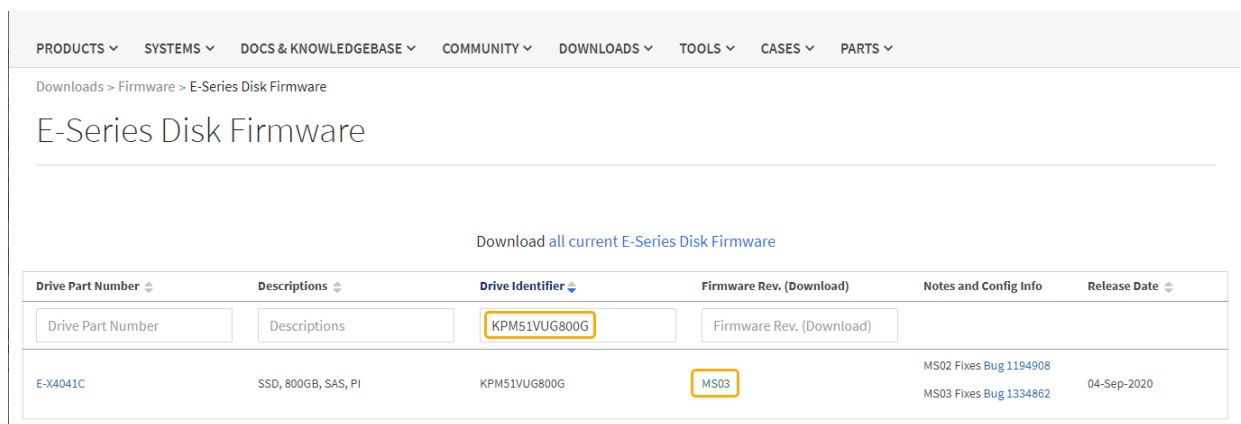 PRODUCTS SYSTEMS DOCS & KNOWLEDGEBASE COMMUNITY DOWNLOADS TOOLS CASES PARTS
Downloads > Firmware > E-Series Disk Firmware
E-Series Disk Firmware
Download all current E-Series Disk Firmware
Drive Part Number Descriptions Drive Identifier Firmware Rev. (Download) Notes and Config Info Release Date
Drive Part Number Descriptions KPM51VUG800G Firmware Rev. (Download)
MS02 Fixes Bug 1194908
E-X4041C SSD, 800GB, SAS, PI KPM51VUG800G MS03 04-Sep-2020
MS03 Fixes Bug 1334862